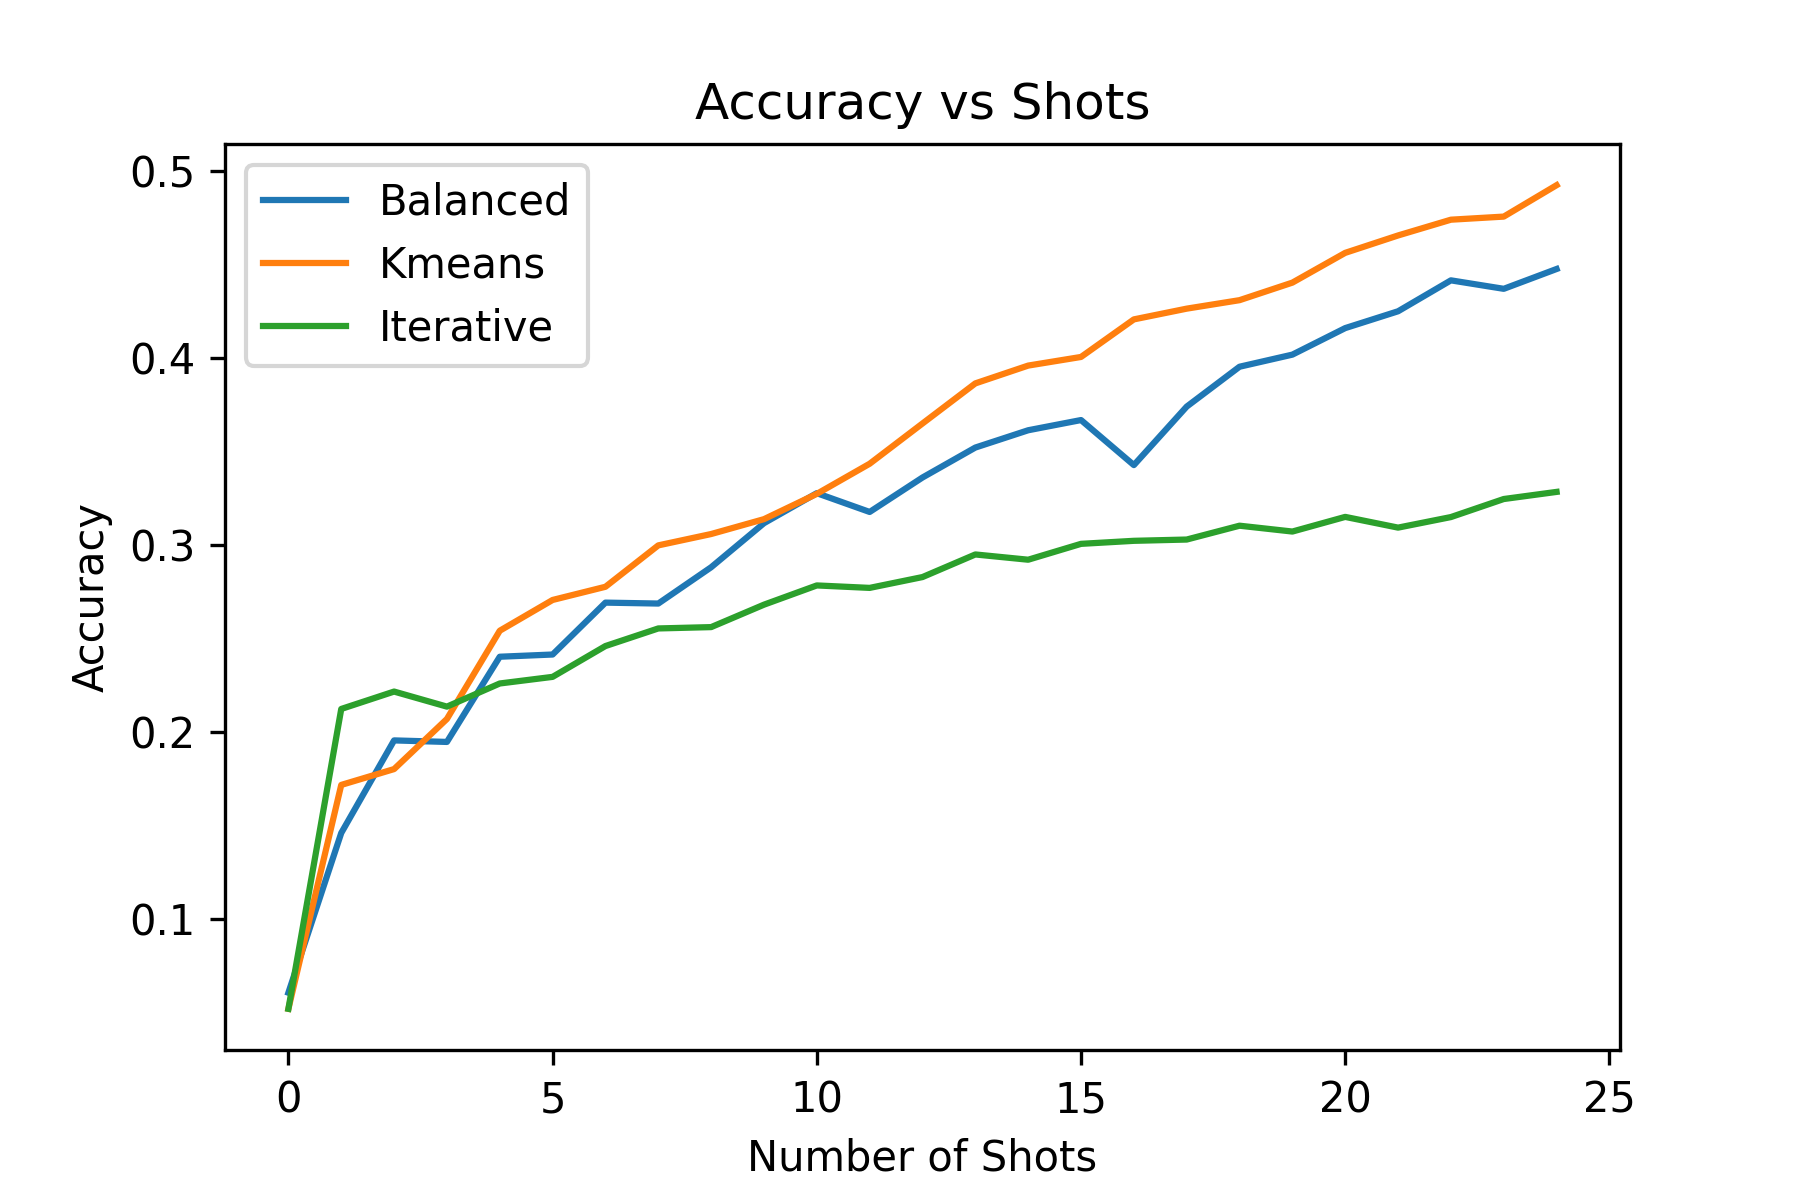 Accuracy vs Shots
Balanced
Kmeans
Iterative
0.5
0.4
0.3
0.2
0.1
Accuracy
0 5 10 15 20 25
Number of Shots